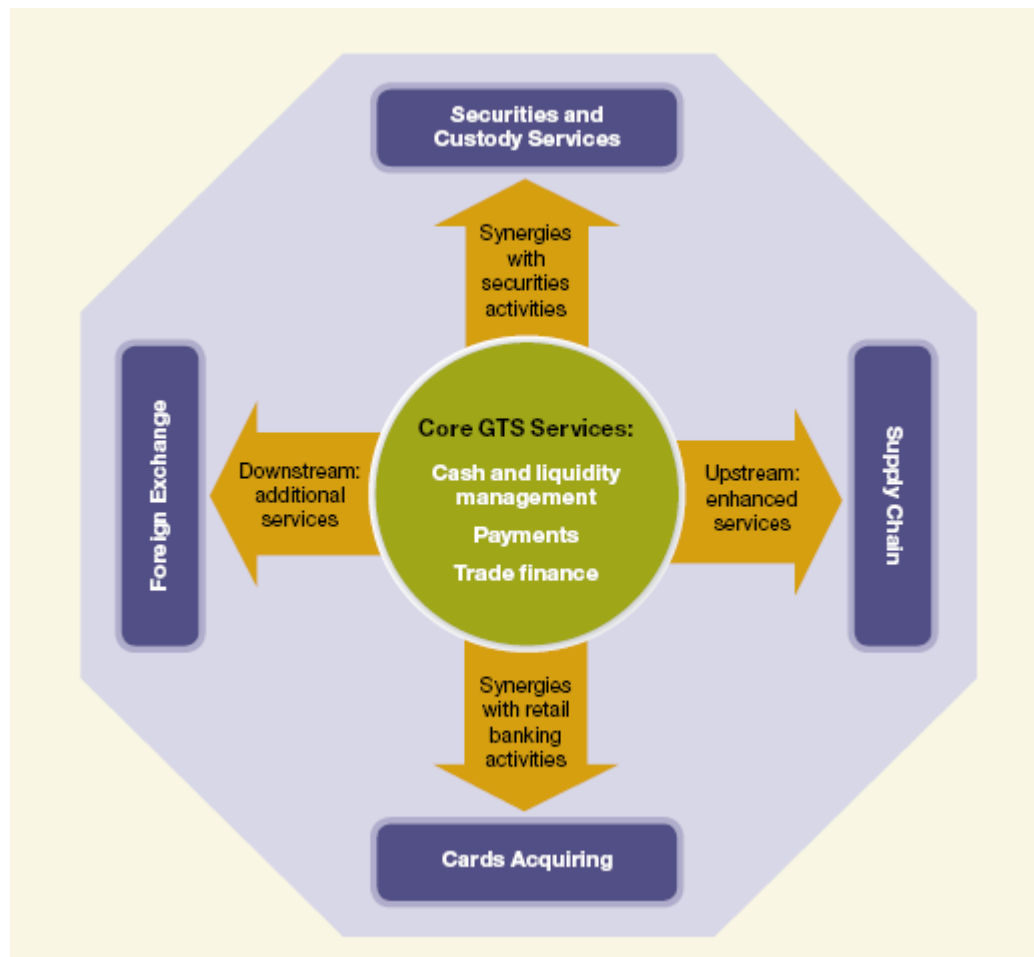 Securities and
Custody Services
Synergies
with
securities
activities
Foreign Exchange
Downstream:
additional
services
Core GTS Services:
Cash and liquidity
management
Payments
Trade finance
Upstream:
enhanced
services
Supply Chain
Synergies
with retail
banking
activities
Cards Acquiring